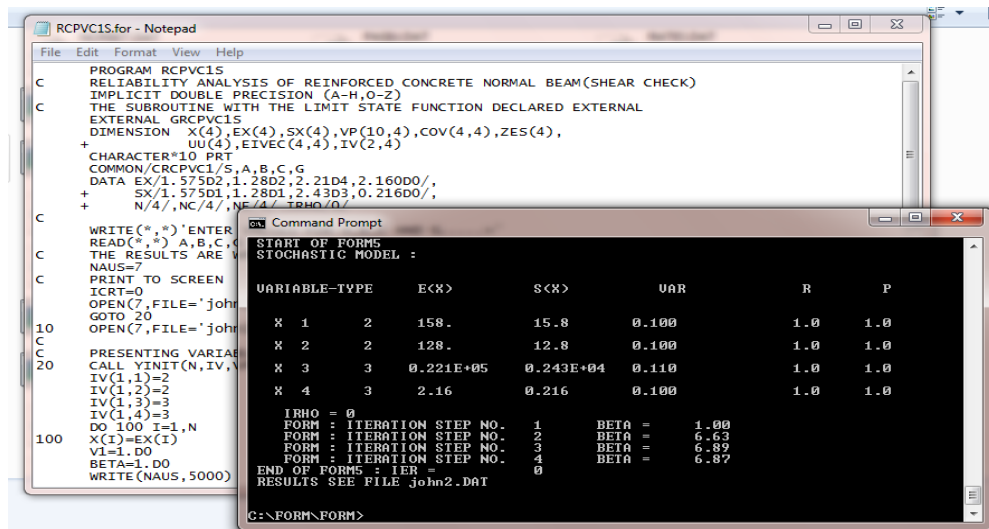 RCPVC1S.for - Notepad
File Edit Format View Help
PROGRAM RCPVC1S
C RELIABILITY ANALYSIS OF REINFORCED CONCRETE NORMAL BEAM(SHEAR CHECK)
IMPLICIT DOUBLE PRECISION (A-H,O-Z)
C THE SUBROUTINE WITH THE LIMIT STATE FUNCTION DECLARED EXTERNAL
EXTERNAL GRCPVC1S
DIMENSION X(4),EX(4),SX(4),VP(10,4),COV(4,4),ZES(4),
+ UU(4),EIVEC(4,4),IV(2,4)
CHARACTER*10 PRT
COMMON/CRCPVC1/S,A,B,C,G
DATA EX/1.575D2,1.28D2,2.21D4,2.160D0/,
+ SX/1.575D1,1.28D1,2.43D3,0.216D0/,
+ N/4/,NC/4/,NE/4/,IRHO/0/
C
WRITE(*,*)'ENTER
READ(*,*) A,B,C,
C THE RESULTS ARE
NAUS=7
C PRINT TO SCREEN
ICRT=0
OPEN(7,FILE='joh
GOTO 20
10 OPEN(7,FILE='joh
C
C PRESENTING VARIAB
20 CALL YINIT(N,IV,V
IV(1,1)=2
IV(1,2)=2
IV(1,3)=3
IV(1,4)=3
DO 100 I=1,N
100 X(I)=EX(I)
V1=1.D0
BETA=1.D0
WRITE(NAUS,5000)
Command Prompt
START OF FORM5
STOCHASTIC MODEL :
VARIABLE-TYPE E(X) S(X) VAR R P
X 1 2 158. 15.8 0.100 1.0 1.0
X 2 2 128. 12.8 0.100 1.0 1.0
X 3 3 0.221E+05 0.243E+04 0.110 1.0 1.0
X 4 3 2.16 0.216 0.100 1.0 1.0
IRHO = 0
FORM : ITERATION STEP NO. 1 BETA = 1.00
FORM : ITERATION STEP NO. 2 BETA = 6.63
FORM : ITERATION STEP NO. 3 BETA = 6.89
FORM : ITERATION STEP NO. 4 BETA = 6.87
END OF FORM5 : IER = 0
RESULTS SEE FILE john2.DAT
C:\FORM\FORM>